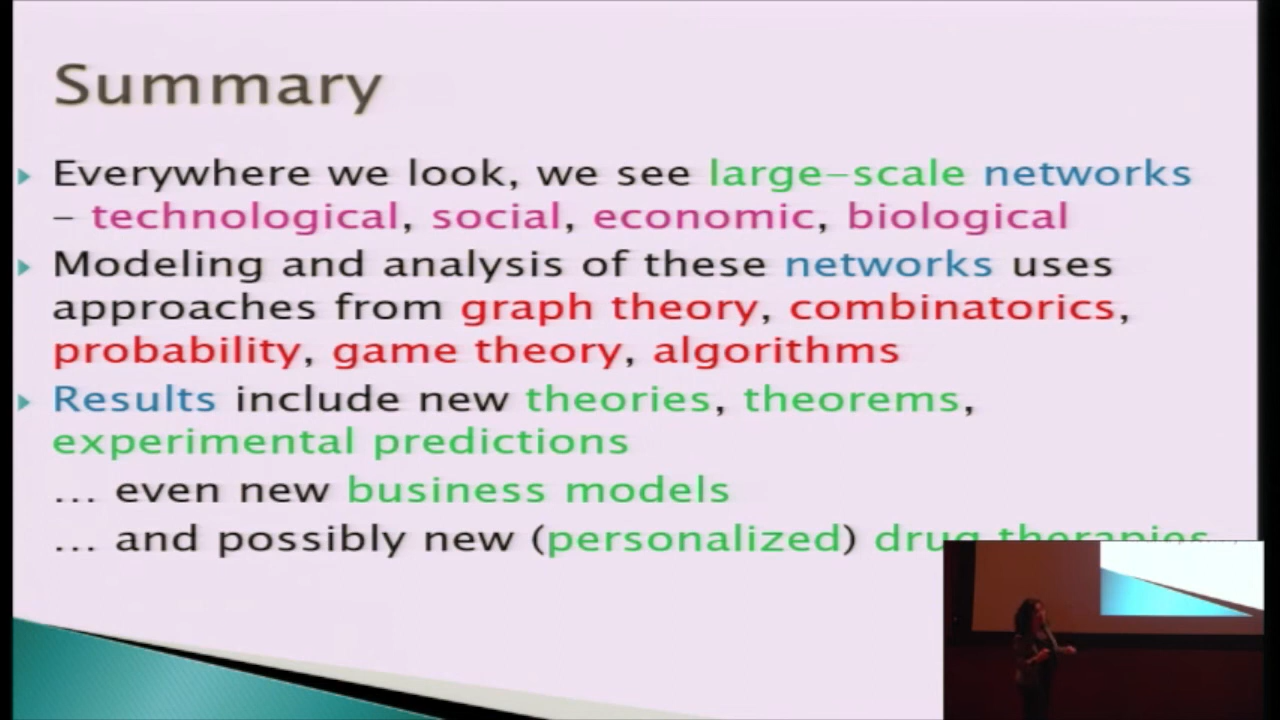 Summary
Everywhere we look, we see large-scale networks
– technological, social, economic, biological
Modeling and analysis of these networks uses
approaches from graph theory, combinatorics,
probability, game theory, algorithms
Results include new theories, theorems,
experimental predictions
… even new business models
… and possibly new (personalized) drug therapies